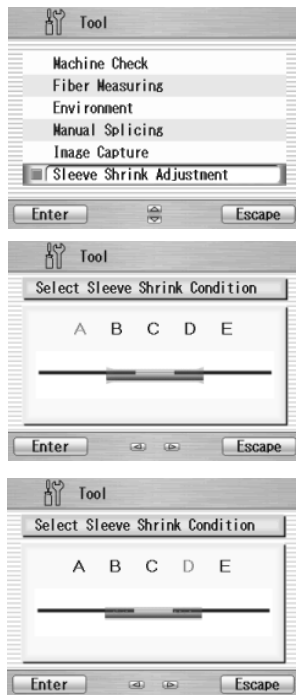 Tool
Machine Check
Fiber Measuring
Environment
Manual Splicing
Image Capture
Sleeve Shrink Adjustment
Enter Escape
Tool
Select Sleeve Shrink Condition
A B C D E
Enter Escape
Tool
Select Sleeve Shrink Condition
A B C D E
Enter Escape